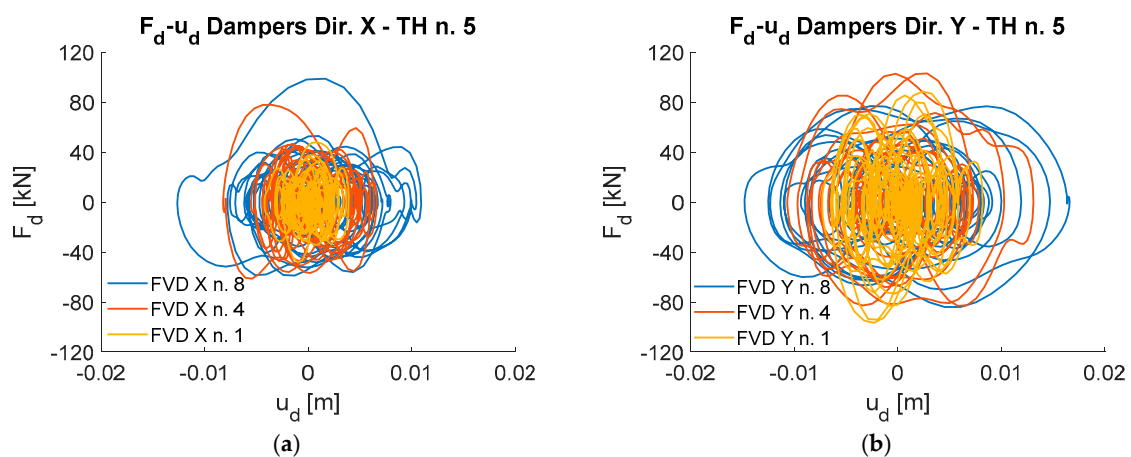 F_d-u_d Dampers Dir. X - TH n. 5
120
80
40
0
-40
-80
-120
F_d [kN]
FVD X n. 8
FVD X n. 4
FVD X n. 1
-0.02
-0.01
0
0.01
0.02
u_d [m]
(a)
F_d-u_d Dampers Dir. Y - TH n. 5
120
80
40
0
-40
-80
-120
F_d [kN]
FVD Y n. 8
FVD Y n. 4
FVD Y n. 1
-0.02
-0.01
0
0.01
0.02
u_d [m]
(b)